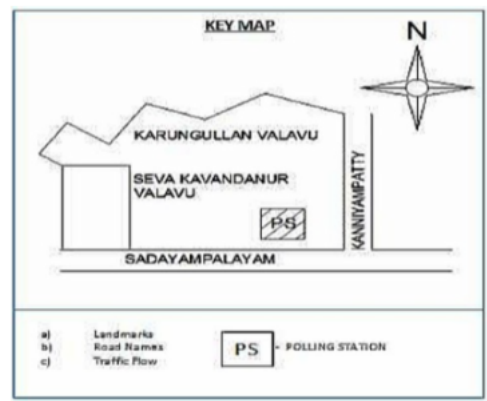 KEY MAP
N
KARUNGULLAN VALAVU
SEVA KAVANDANUR
VALAVU
PS
KANNIYAMPATTY
SADAYAMPALAYAM
a) Landmarks
b) Road Names
c) Traffic Flow
PS - POLLING STATION